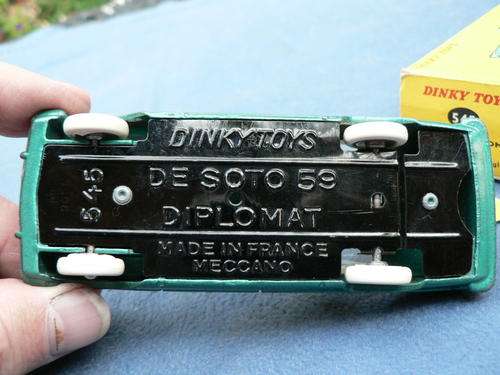 DINKY TOYS
DE SOTO 59
DIPLOMAT
MADE IN FRANCE
MECCANO
545
DINKY TOY